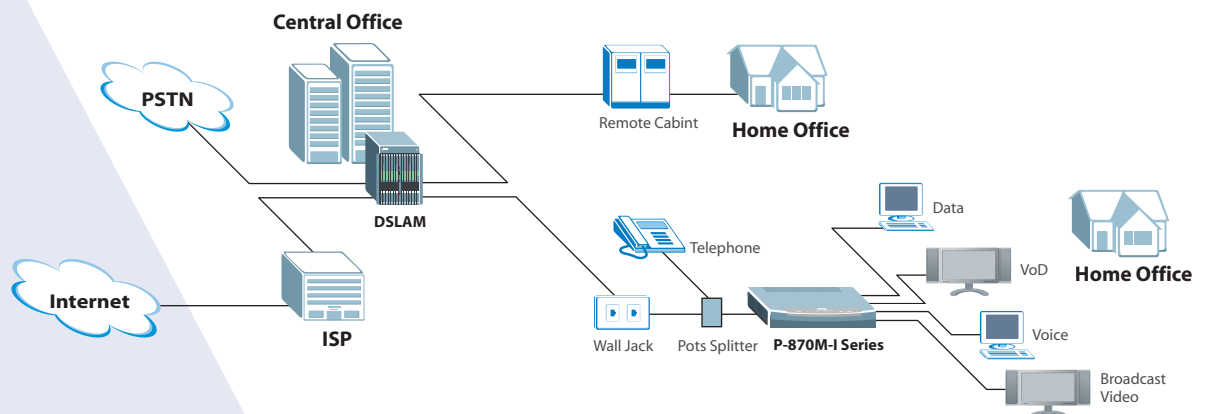 Central Office
PSTN
Remote Cabint
Home Office
DSLAM
Data
Telephone
VoD
Home Office
Internet
ISP
Wall Jack
Pots Splitter
P-870M-I Series
Voice
Broadcast
Video